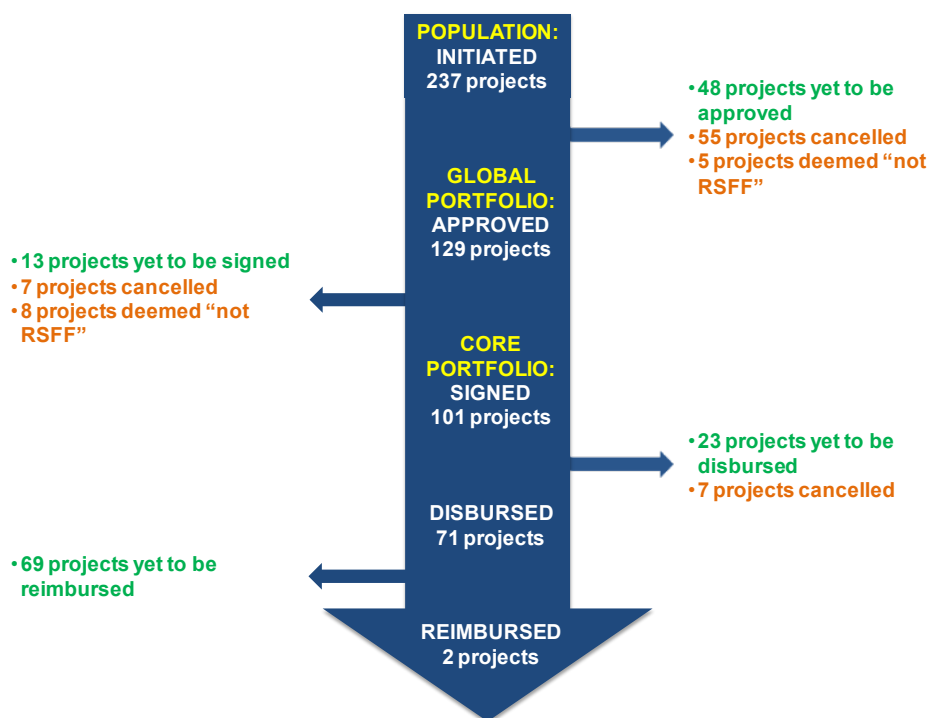 POPULATION:
INITIATED
237 projects
• 48 projects yet to be
approved
• 55 projects cancelled
• 5 projects deemed “not
RSFF”
GLOBAL
PORTFOLIO:
APPROVED
129 projects
• 13 projects yet to be signed
• 7 projects cancelled
• 8 projects deemed “not
RSFF”
CORE
PORTFOLIO:
SIGNED
101 projects
• 23 projects yet to be
disbursed
• 7 projects cancelled
DISBURSED
71 projects
• 69 projects yet to be
reimbursed
REIMBURSED
2 projects